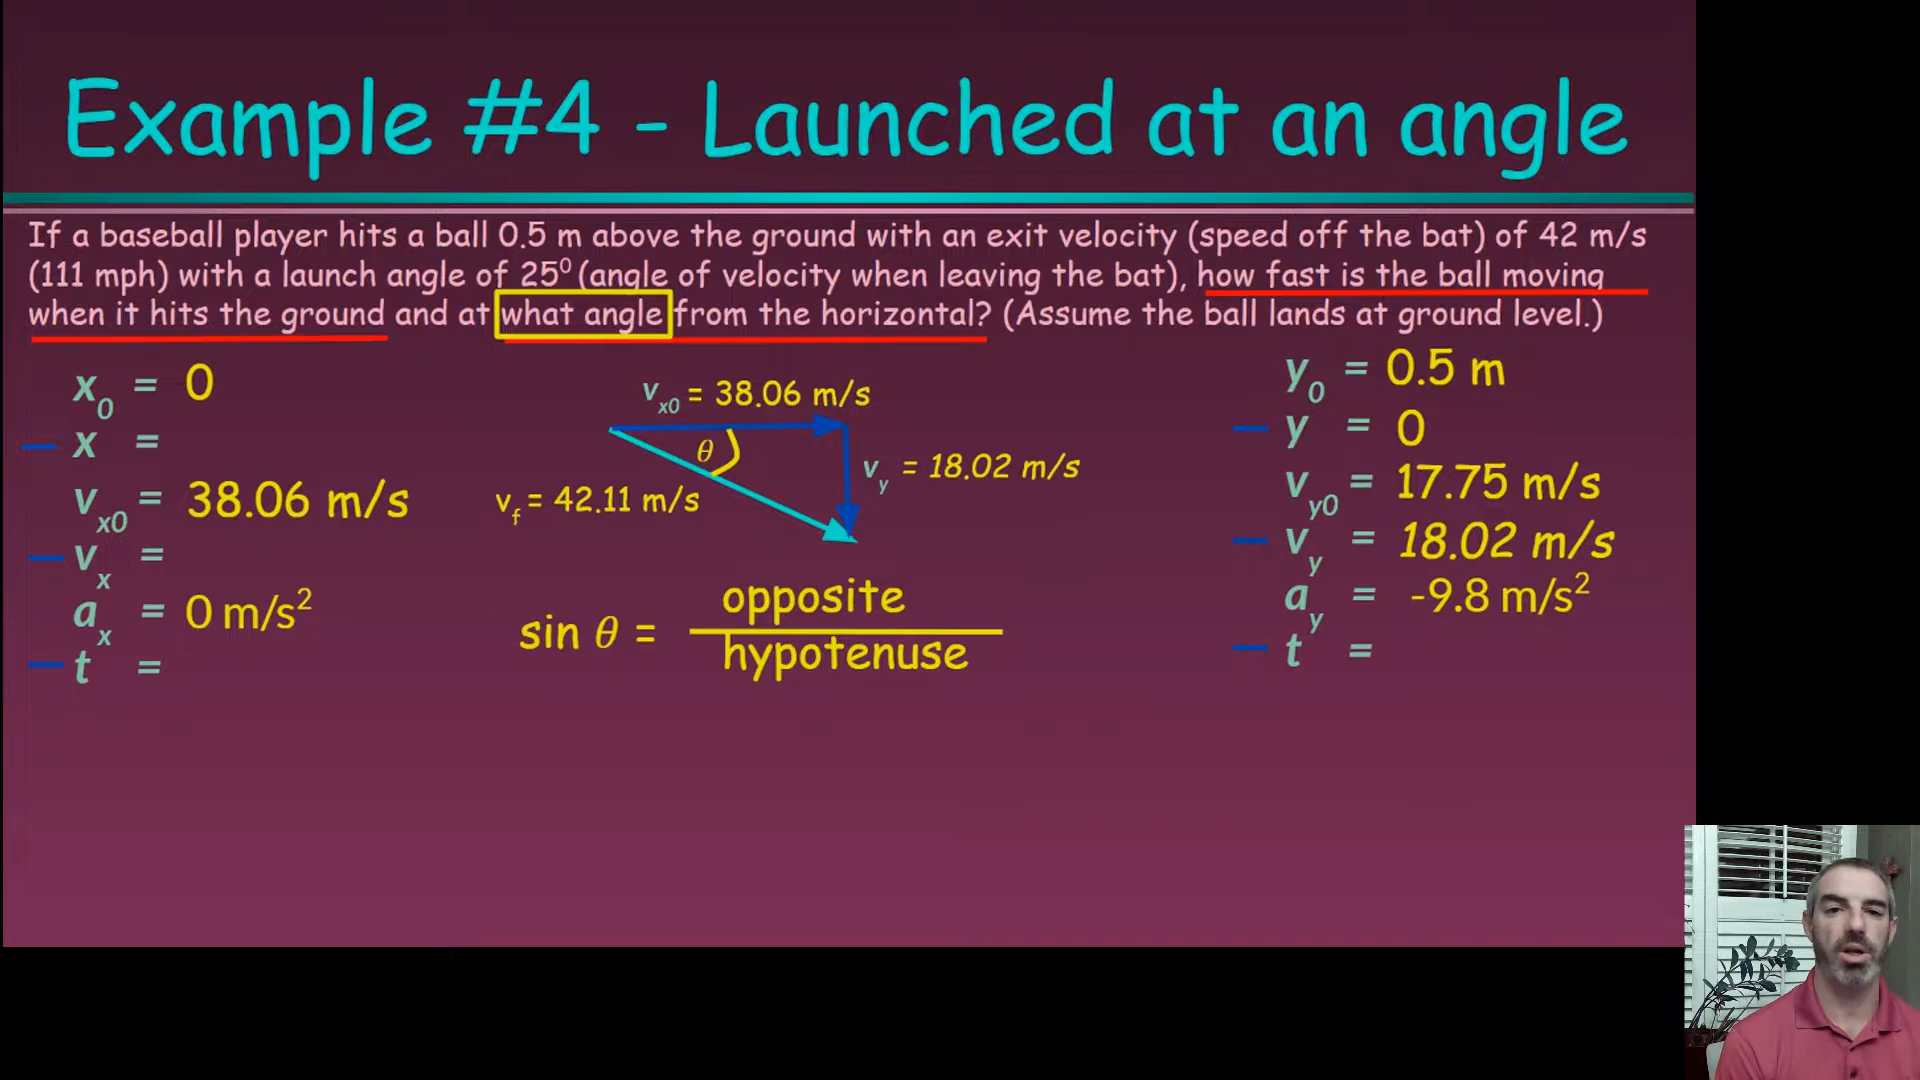 Example #4 - Launched at an angle
If a baseball player hits a ball 0.5 m above the ground with an exit velocity (speed off the bat) of 42 m/s
(111 mph) with a launch angle of 25⁰ (angle of velocity when leaving the bat), how fast is the ball moving
when it hits the ground and at what angle from the horizontal? (Assume the ball lands at ground level.)
x₀ = 0
x =
vₓ₀ = 38.06 m/s
vₓ =
aₓ = 0 m/s²
t =
vₓ₀ = 38.06 m/s
θ
v_y = 18.02 m/s
v_f = 42.11 m/s
sin θ = opposite / hypotenuse
y₀ = 0.5 m
y = 0
v_y0 = 17.75 m/s
v_y = 18.02 m/s
a_y = -9.8 m/s²
t =